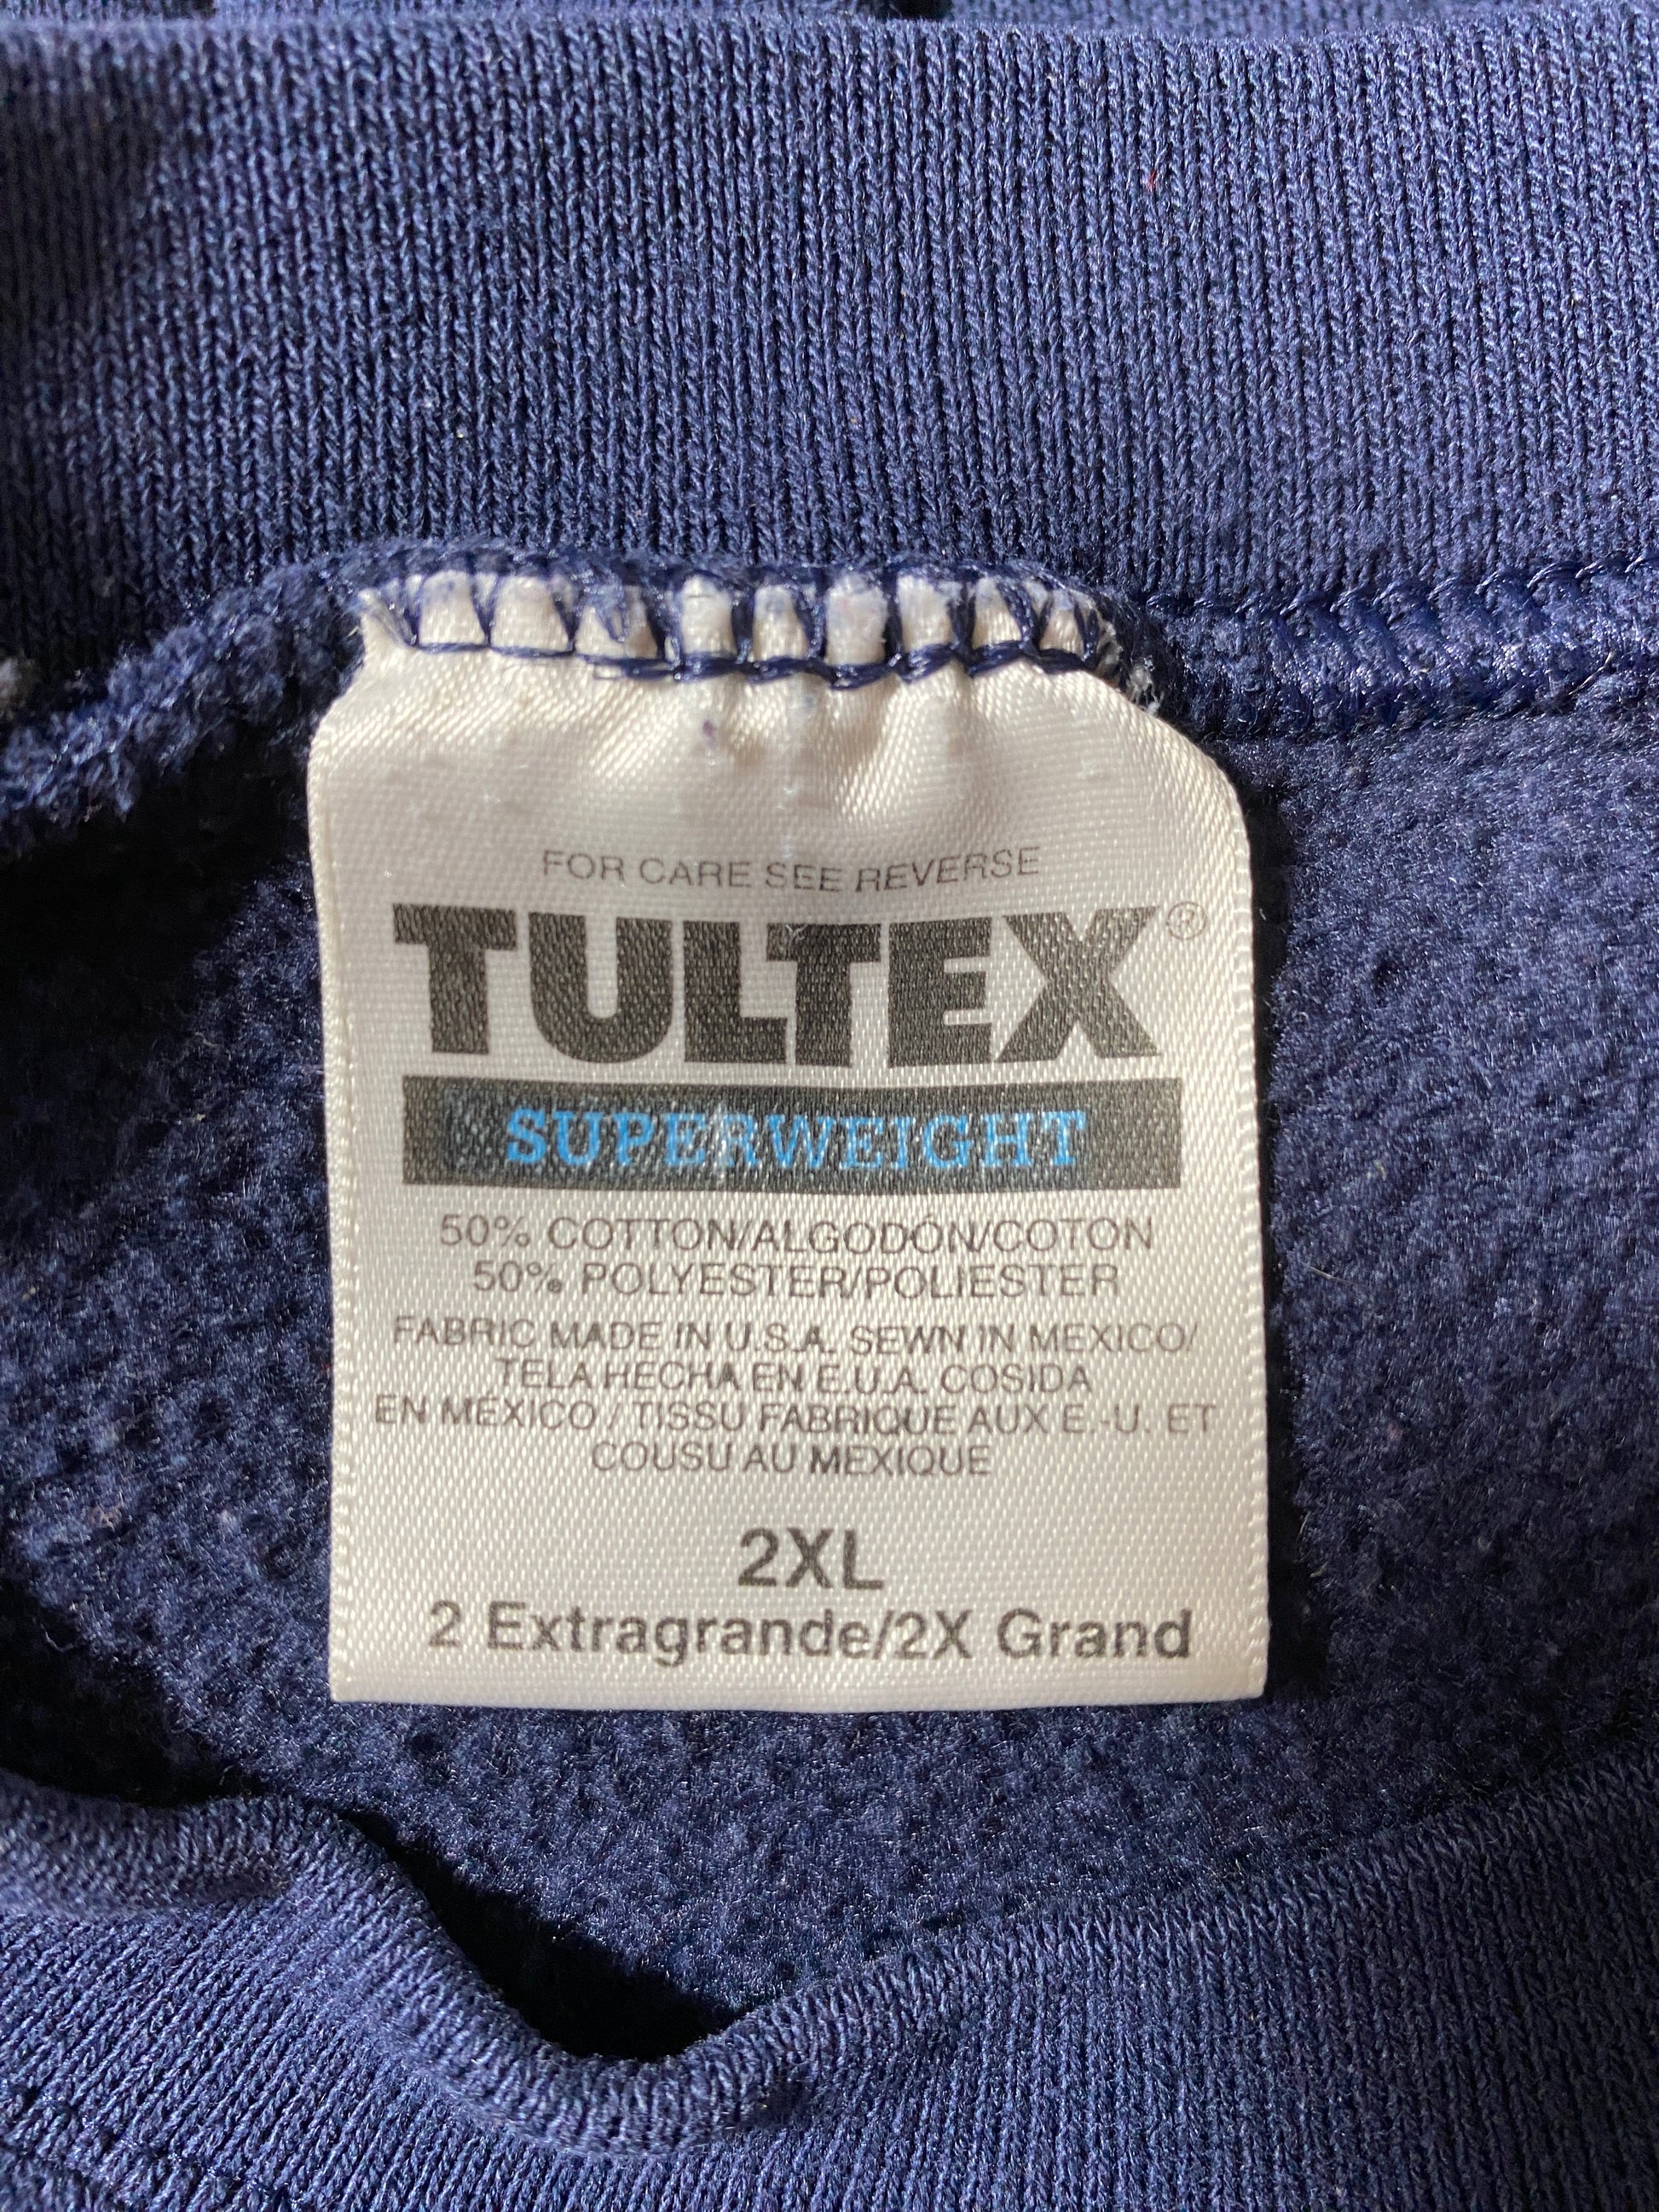 FOR CARE SEE REVERSE
TULTEX®
SUPERWEIGHT
50% COTTON/ALGODÓN/COTON
50% POLYESTER/POLIESTER
FABRIC MADE IN U.S.A. SEWN IN MEXICO/
TELA HECHA EN E.U.A. COSIDA
EN MÉXICO / TISSU FABRIQUE AUX E.-U. ET
COUSU AU MEXIQUE
2XL
2 Extragrande/2X Grand